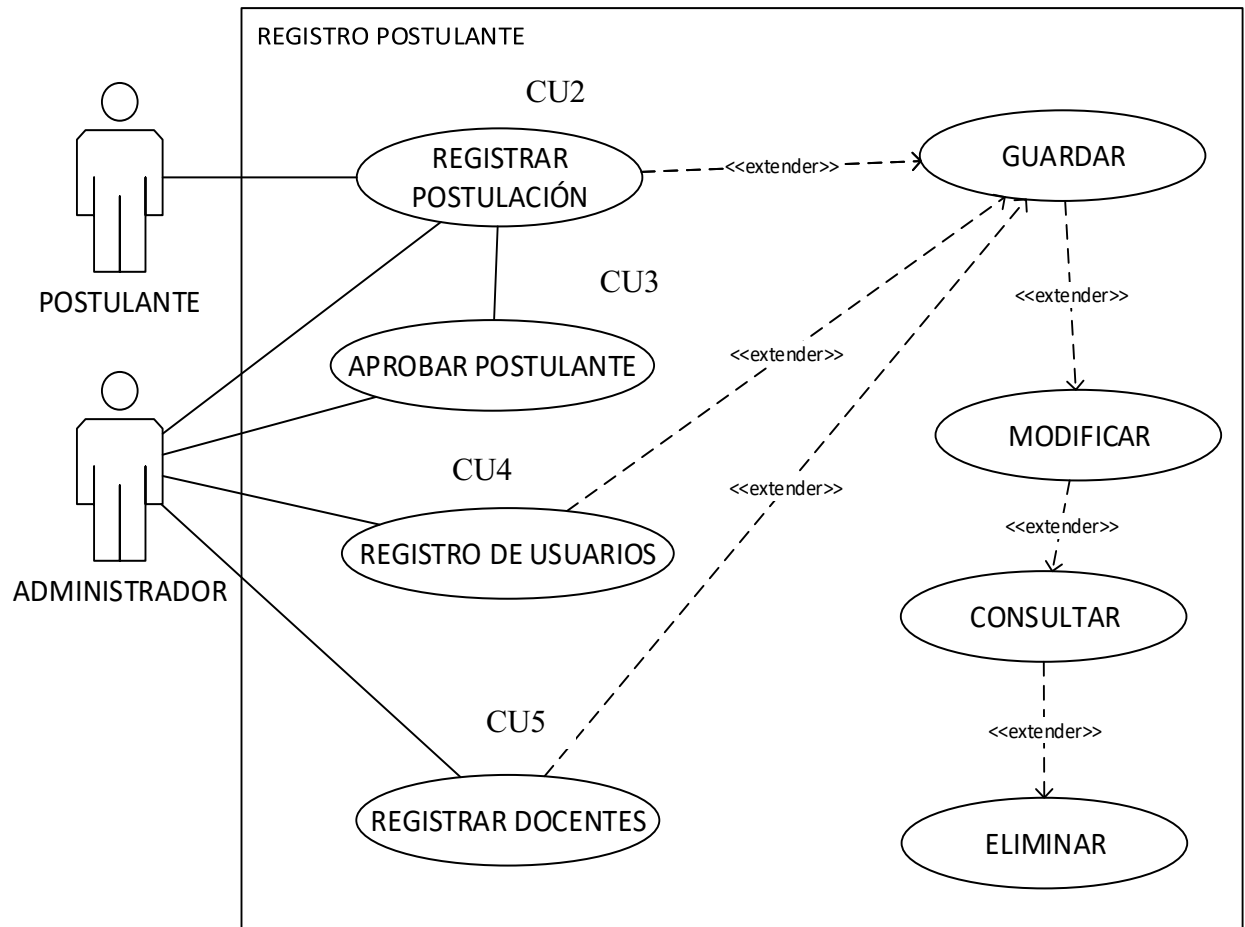 REGISTRO POSTULANTE
CU2
REGISTRAR
POSTULACIÓN
<<extender>>
GUARDAR
POSTULANTE
CU3
<<extender>>
APROBAR POSTULANTE
<<extender>>
MODIFICAR
CU4
<<extender>>
<<extender>>
REGISTRO DE USUARIOS
ADMINISTRADOR
CONSULTAR
CU5
<<extender>>
REGISTRAR DOCENTES
ELIMINAR